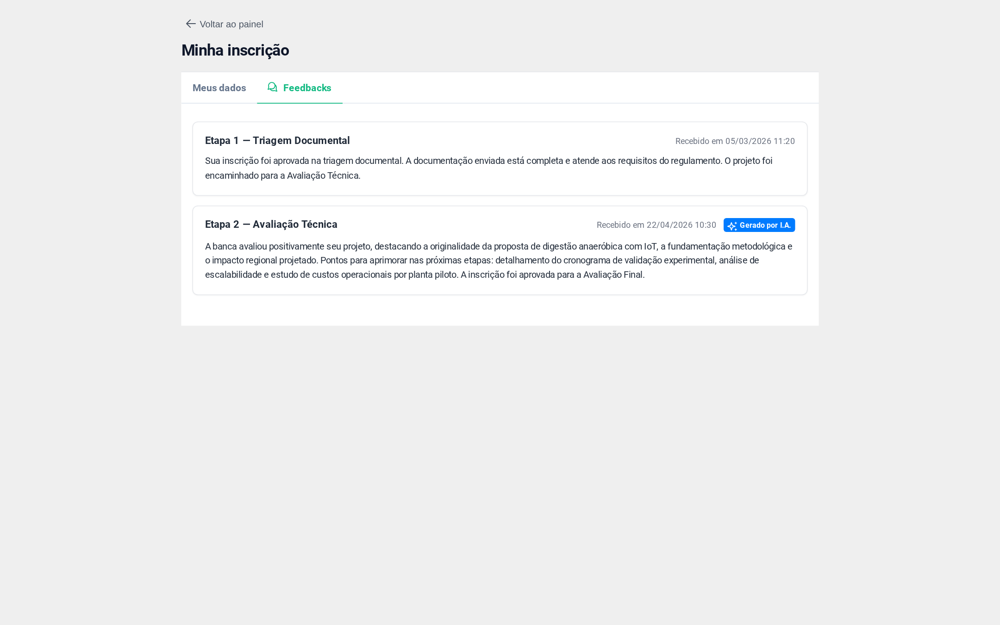 Voltar ao painel
Minha inscrição
Meus dados
Feedbacks
Etapa 1 — Triagem Documental
Recebido em 05/03/2026 11:20
Sua inscrição foi aprovada na triagem documental. A documentação enviada está completa e atende aos requisitos do regulamento. O projeto foi
encaminhado para a Avaliação Técnica.
Etapa 2 — Avaliação Técnica
Recebido em 22/04/2026 10:30
Gerado por I.A.
A banca avaliou positivamente seu projeto, destacando a originalidade da proposta de digestão anaeróbica com IoT, a fundamentação metodológica e
o impacto regional projetado. Pontos para aprimorar nas próximas etapas: detalhamento do cronograma de validação experimental, análise de
escalabilidade e estudo de custos operacionais por planta piloto. A inscrição foi aprovada para a Avaliação Final.